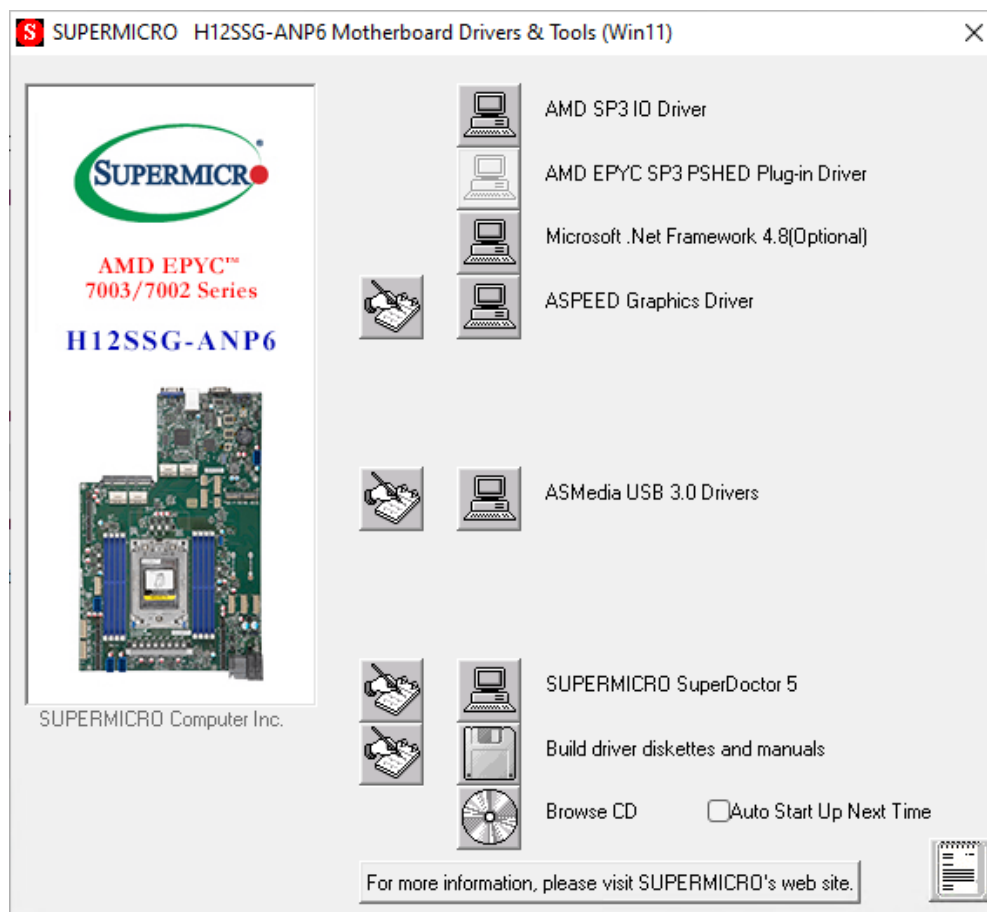 SUPERMICRO H12SSG-ANP6 Motherboard Drivers & Tools (Win11)
SUPERMICR
AMD EPYC™
7003/7002 Series
H12SSG-ANP6
SUPERMICRO Computer Inc.
AMD SP3 IO Driver
AMD EPYC SP3 PSHED Plug-in Driver
Microsoft .Net Framework 4.8(Optional)
ASPEED Graphics Driver
ASMedia USB 3.0 Drivers
SUPERMICRO SuperDoctor 5
Build driver diskettes and manuals
Browse CD
Auto Start Up Next Time
For more information, please visit SUPERMICRO's web site.